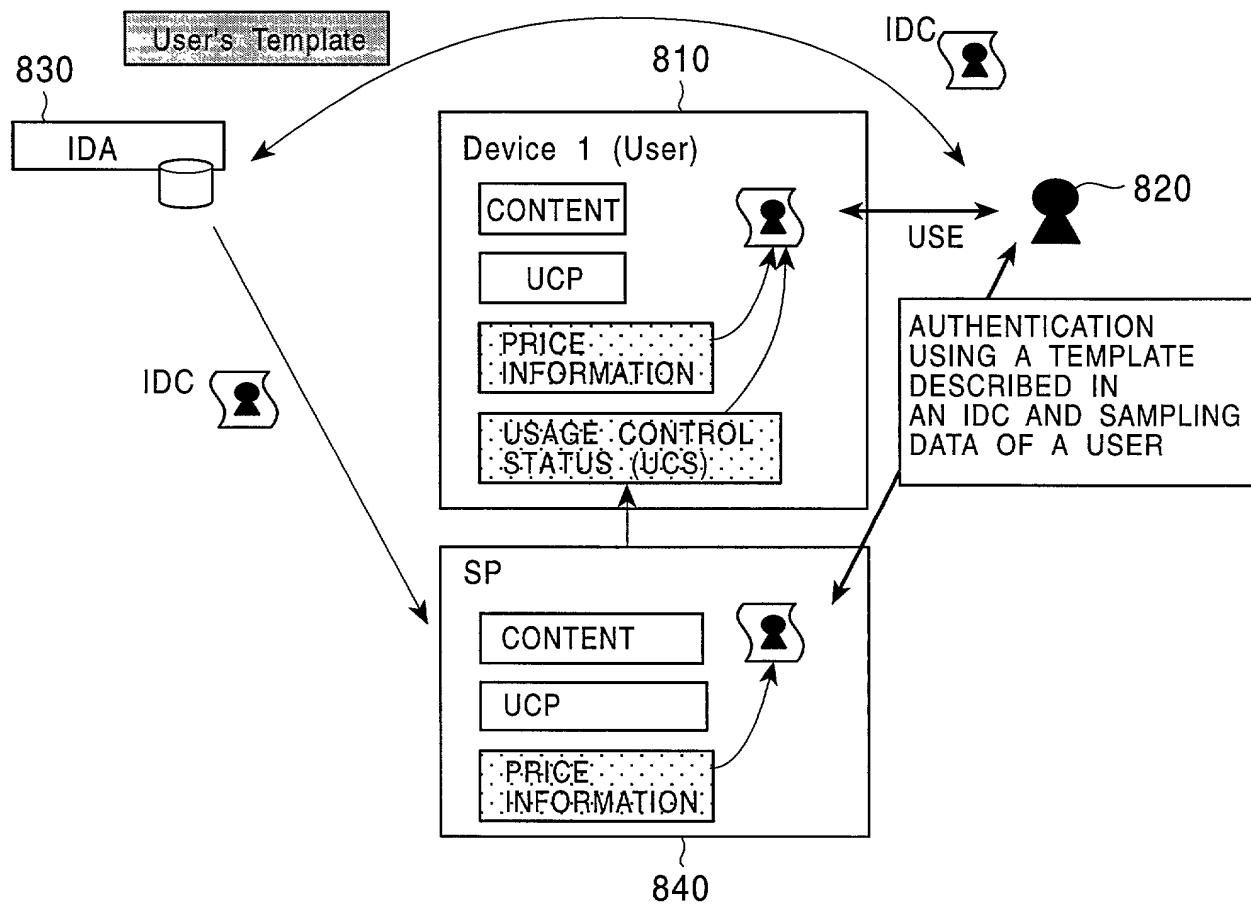 User's Template
IDC
830
810
IDA
Device 1 (User)
CONTENT
820
USE
UCP
AUTHENTICATION
USING A TEMPLATE
DESCRIBED IN
AN IDC AND SAMPLING
DATA OF A USER
PRICE
INFORMATION
IDC
USAGE CONTROL
STATUS (UCS)
SP
CONTENT
UCP
PRICE
INFORMATION
840